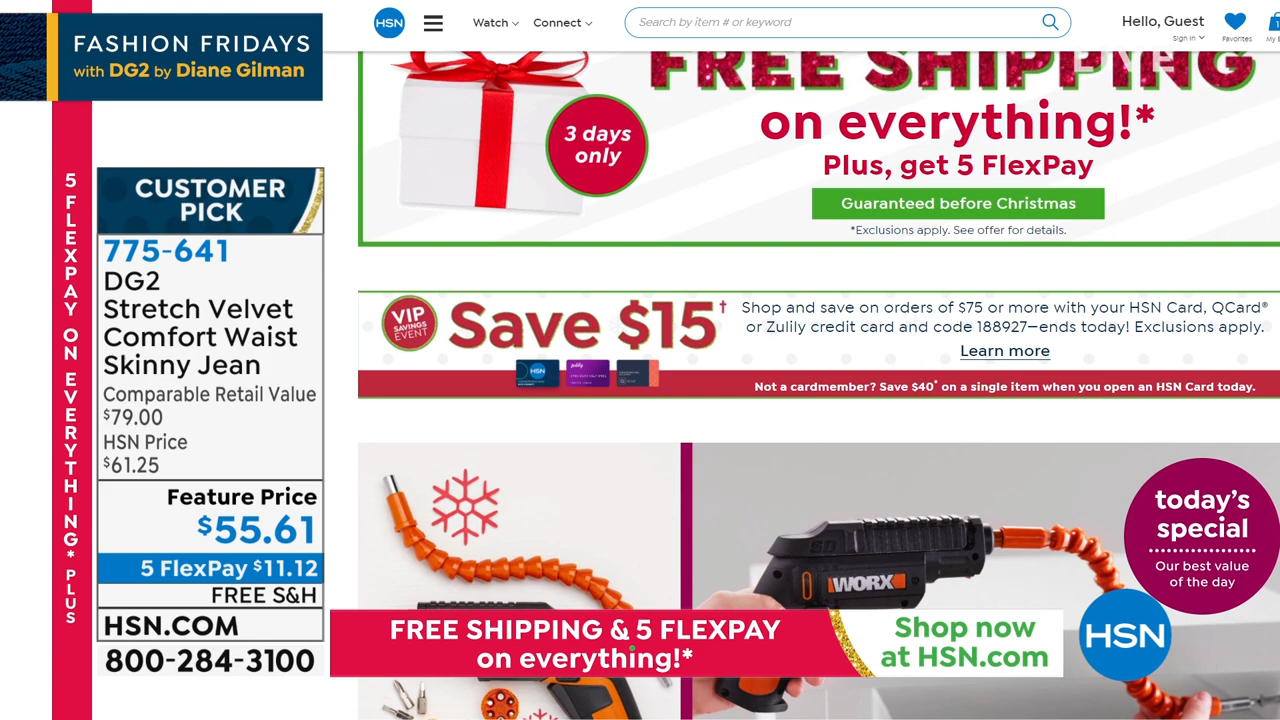 FASHION FRIDAYS
with DG2 by Diane Gilman
5 FLEXPAY ON EVERYTHING* PLUS
CUSTOMER
PICK
775-641
DG2
Stretch Velvet
Comfort Waist
Skinny Jean
Comparable Retail Value
$79.00
HSN Price
$61.25
Feature Price
$55.61
5 FlexPay $11.12
FREE S&H
HSN.COM
800-284-3100
HSN
Watch
Connect
Search by item # or keyword
Hello, Guest
Sign In
Favorites
FREE SHIPPING
on everything!*
Plus, get 5 FlexPay
Guaranteed before Christmas
*Exclusions apply. See offer for details.
3 days
only
VIP
SAVINGS
EVENT
Save $15†
Shop and save on orders of $75 or more with your HSN Card, QCard®
or Zulily credit card and code 188927—ends today! Exclusions apply.
Learn more
HSN
Not a cardmember? Save $40* on a single item when you open an HSN Card today.
today's
special
Our best value
of the day
WORX
FREE SHIPPING & 5 FLEXPAY
on everything!*
Shop now
at HSN.com
HSN